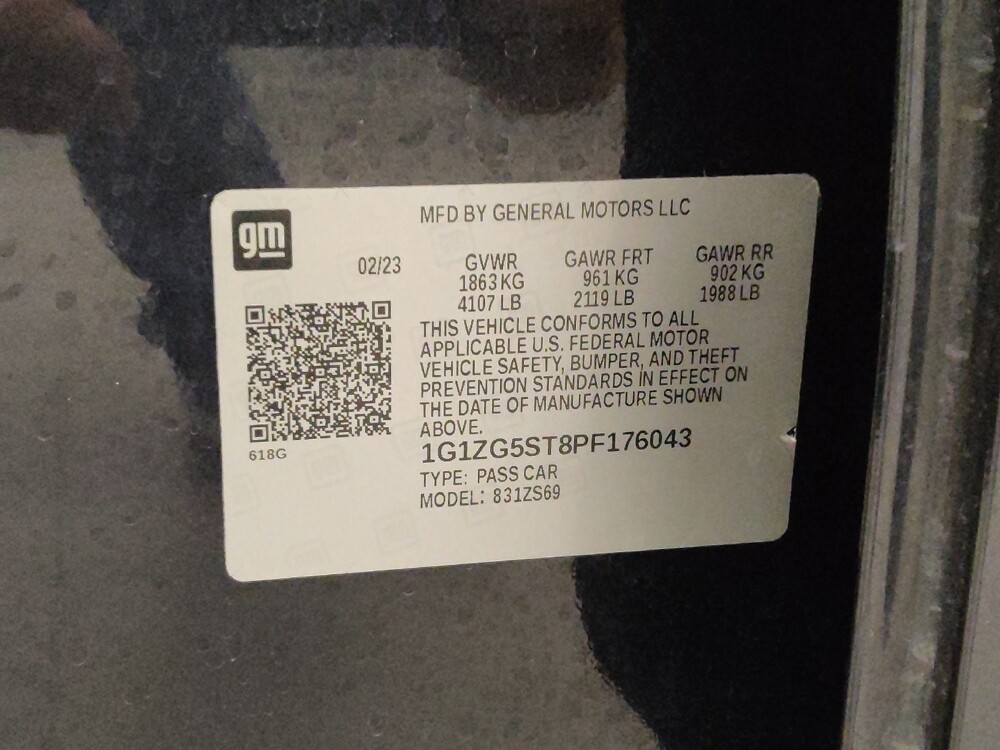 gm
MFD BY GENERAL MOTORS LLC
02/23
GVWR GAWR FRT GAWR RR
1863 KG 961 KG 902 KG
4107 LB 2119 LB 1988 LB
THIS VEHICLE CONFORMS TO ALL
APPLICABLE U.S. FEDERAL MOTOR
VEHICLE SAFETY, BUMPER, AND THEFT
PREVENTION STANDARDS IN EFFECT ON
THE DATE OF MANUFACTURE SHOWN
ABOVE.
1G1ZG5ST8PF176043
618G
TYPE: PASS CAR
MODEL: 831ZS69